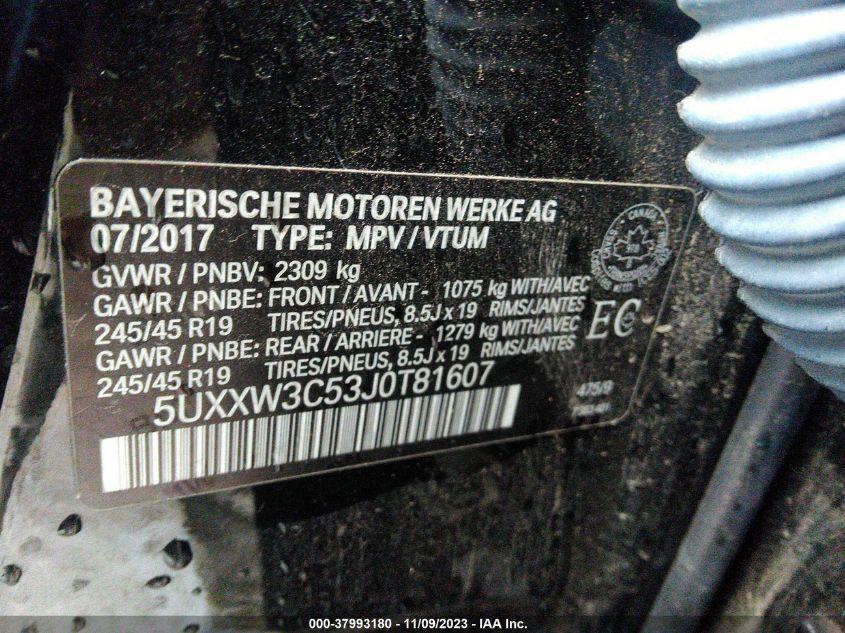 BAYERISCHE MOTOREN WERKE AG
07/2017 TYPE: MPV / VTUM
GVWR / PNBV: 2309 kg
GAWR / PNBE: FRONT / AVANT - 1075 kg WITH/AVEC
245/45 R19 TIRES/PNEUS, 8.5J x 19 RIMS/JANTES
GAWR / PNBE: REAR / ARRIERE - 1279 kg WITH/AVEC
245/45 R19 TIRES/PNEUS, 8.5J x 19 RIMS/JANTES
EC
5UXXW3C53J0T81607
475/9
CANADA
000-37993180 - 11/09/2023 - IAA Inc.